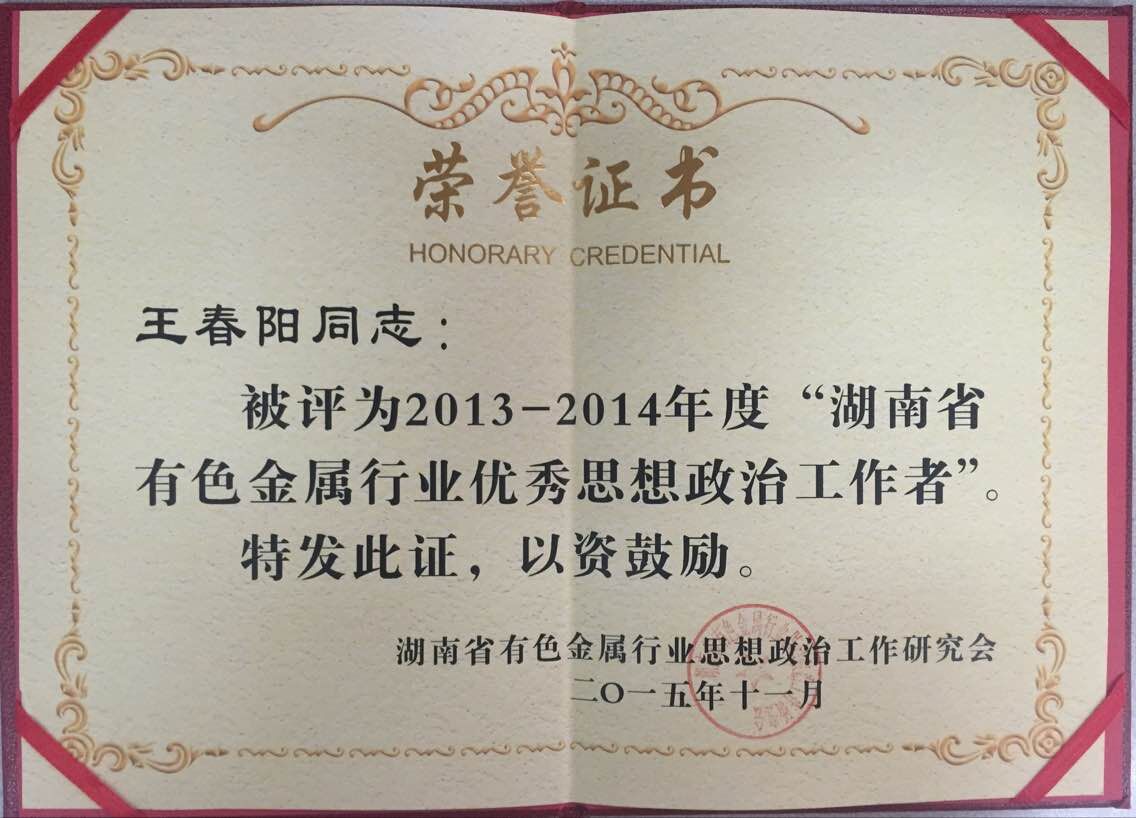 荣誉证书
HONORARY CREDENTIAL
王春阳同志：
被评为2013-2014年度“湖南省
有色金属行业优秀思想政治工作者”。
特发此证，以资鼓励。
湖南省有色金属行业思想政治工作研究会
二〇一五年十一月